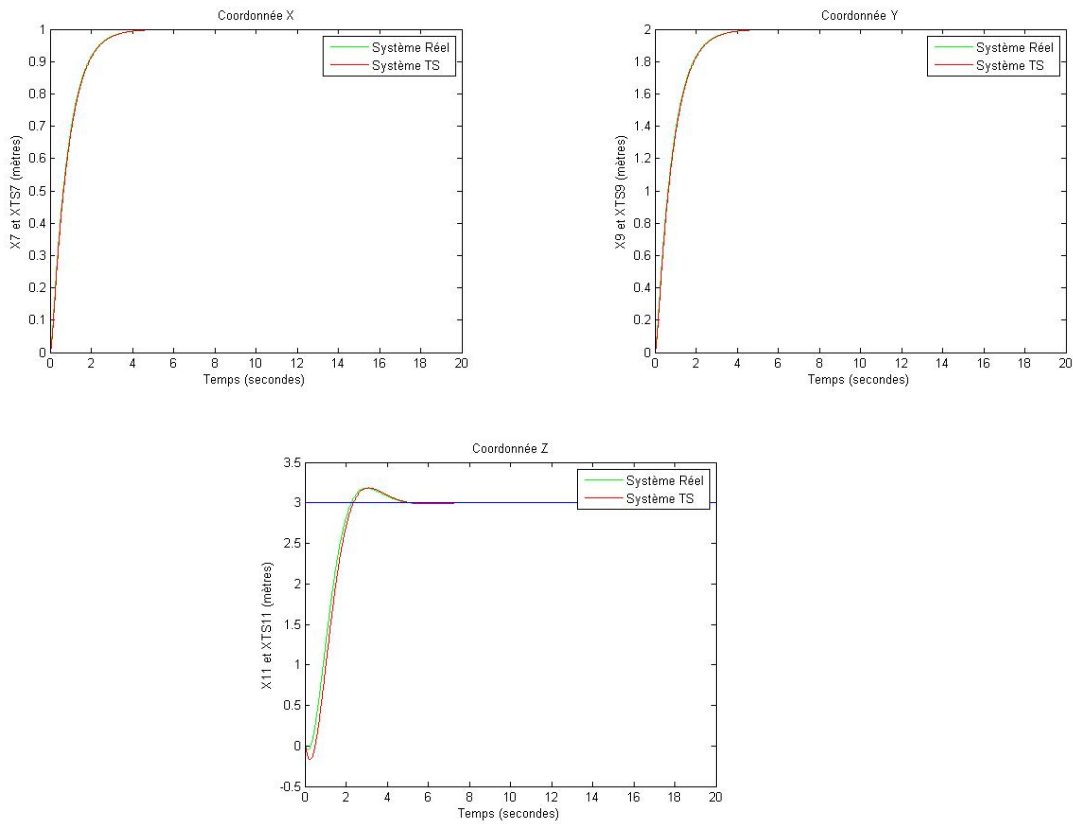 Coordonnée X
1
0.9
0.8
0.7
0.6
0.5
0.4
0.3
0.2
0.1
0
X7 et XTS7 (mètres)
Système Réel
Système TS
0 2 4 6 8 10 12 14 16 18 20
Temps (secondes)
Coordonnée Y
2
1.8
1.6
1.4
1.2
1
0.8
0.6
0.4
0.2
0
X9 et XTS9 (mètres)
Système Réel
Système TS
0 2 4 6 8 10 12 14 16 18 20
Temps (secondes)
Coordonnée Z
3.5
3
2.5
2
1.5
1
0.5
0
-0.5
X11 et XTS11 (mètres)
Système Réel
Système TS
0 2 4 6 8 10 12 14 16 18 20
Temps (secondes)